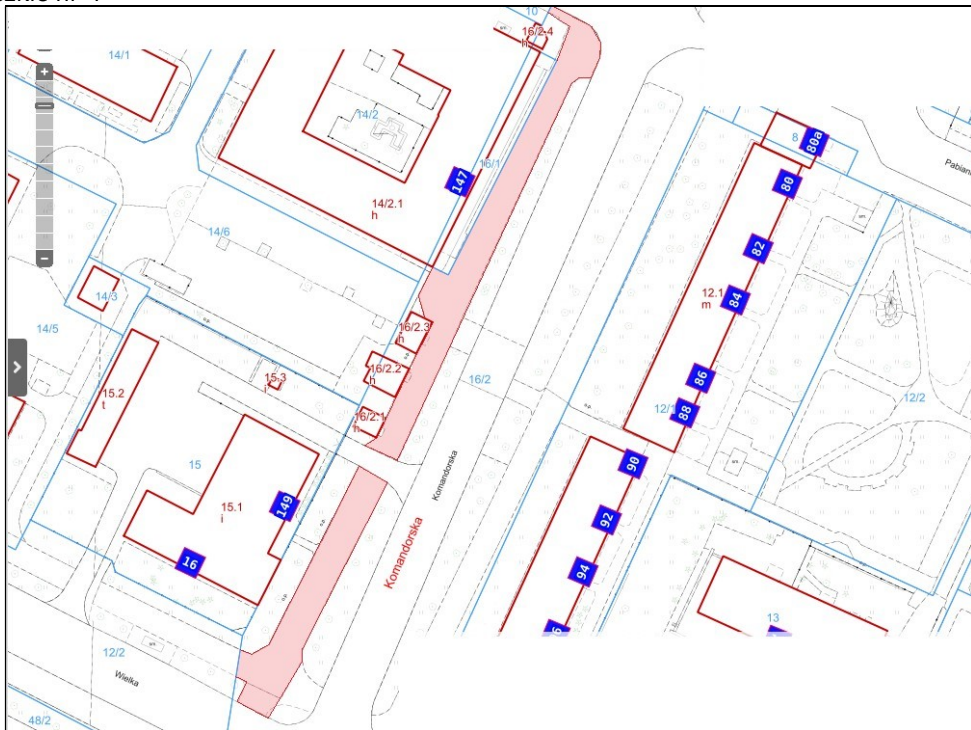 10
16/2.4
h
14/1
14/2
8
80a
16/1
147
80
Pabiani
14/2.1
h
14/6
82
12.1
m
84
14/3
16/2.3
h
14/5
16/2.2
h
16/2
15.3
i
86
12/2
15.2
t
16/2.1
h
12/1
88
15
90
Komandorska
15.1
i
149
92
Komandorska
16
94
13
12/2
Wielka
48/2